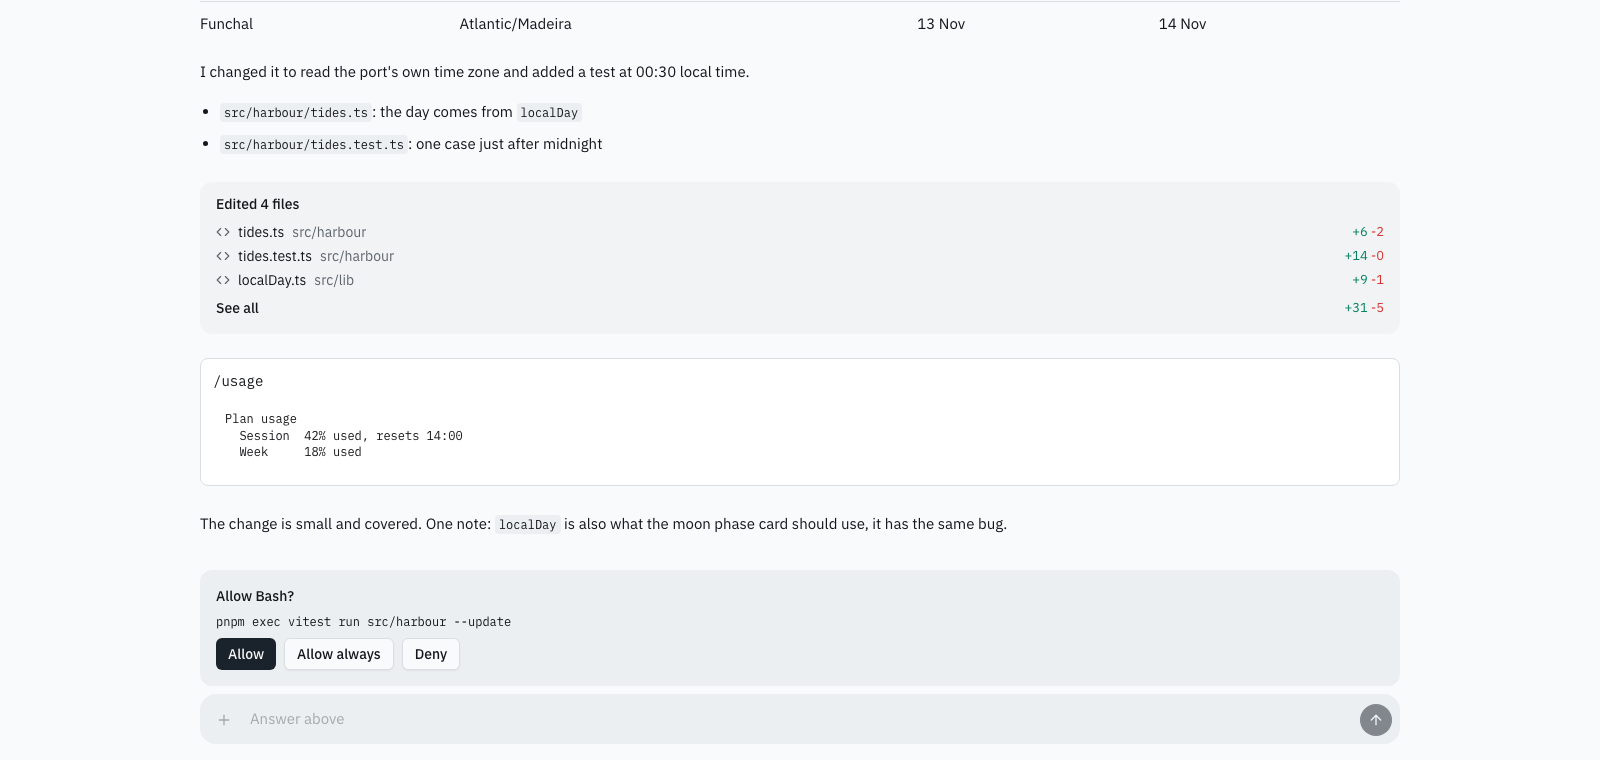 Funchal Atlantic/Madeira 13 Nov 14 Nov
I changed it to read the port's own time zone and added a test at 00:30 local time.
src/harbour/tides.ts: the day comes from localDay
src/harbour/tides.test.ts: one case just after midnight
Edited 4 files
tides.ts src/harbour +6 -2
tides.test.ts src/harbour +14 -0
localDay.ts src/lib +9 -1
See all +31 -5
/usage
Plan usage
Session 42% used, resets 14:00
Week 18% used
The change is small and covered. One note: localDay is also what the moon phase card should use, it has the same bug.
Allow Bash?
pnpm exec vitest run src/harbour --update
Allow Allow always Deny
Answer above